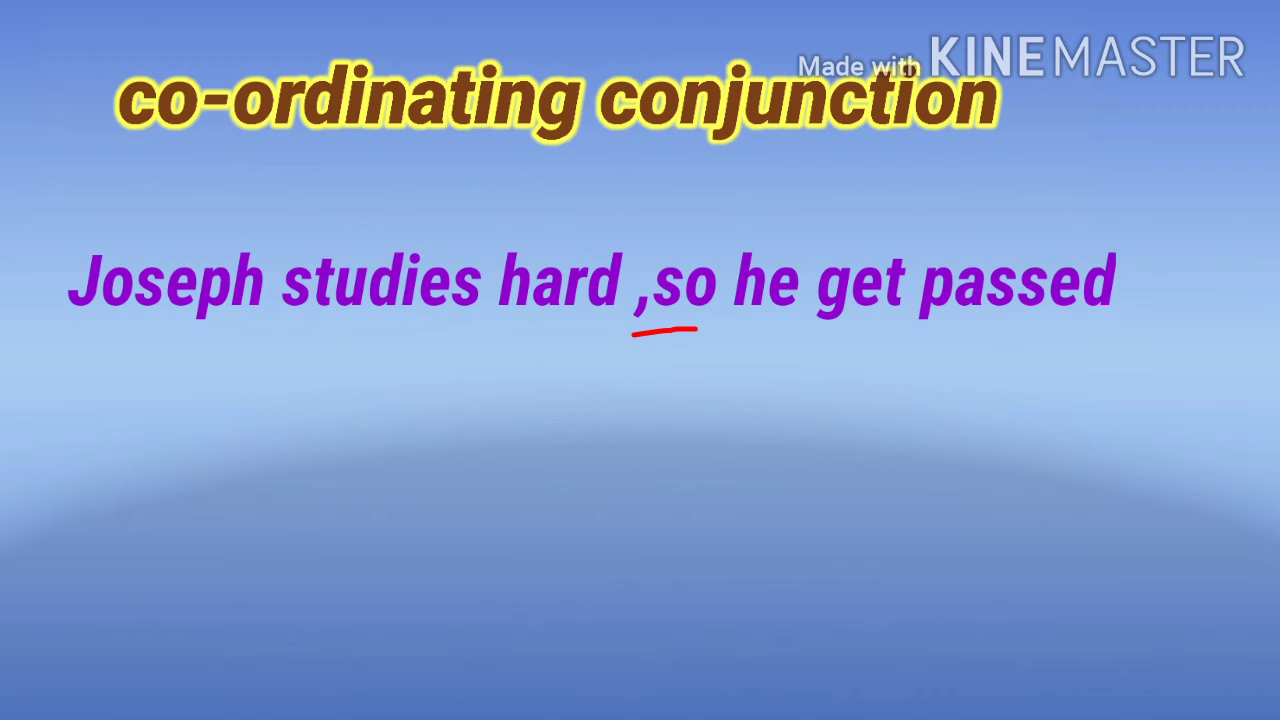 Made with KINEMASTER
co-ordinating conjunction
Joseph studies hard ,so he get passed